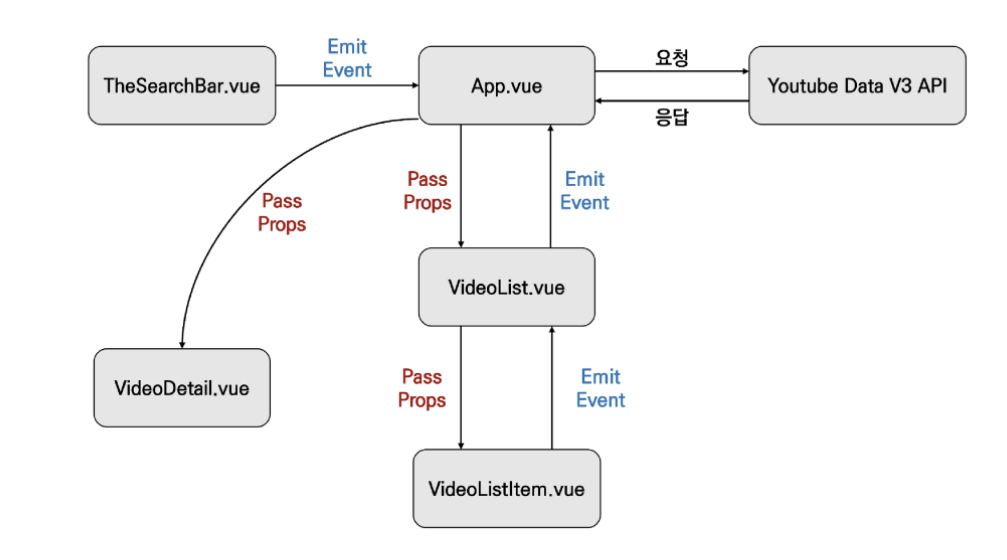 Emit
Event
TheSearchBar.vue
App.vue
요청
응답
Youtube Data V3 API
Pass
Props
Pass
Props
Emit
Event
VideoList.vue
VideoDetail.vue
Pass
Props
Emit
Event
VideoListItem.vue